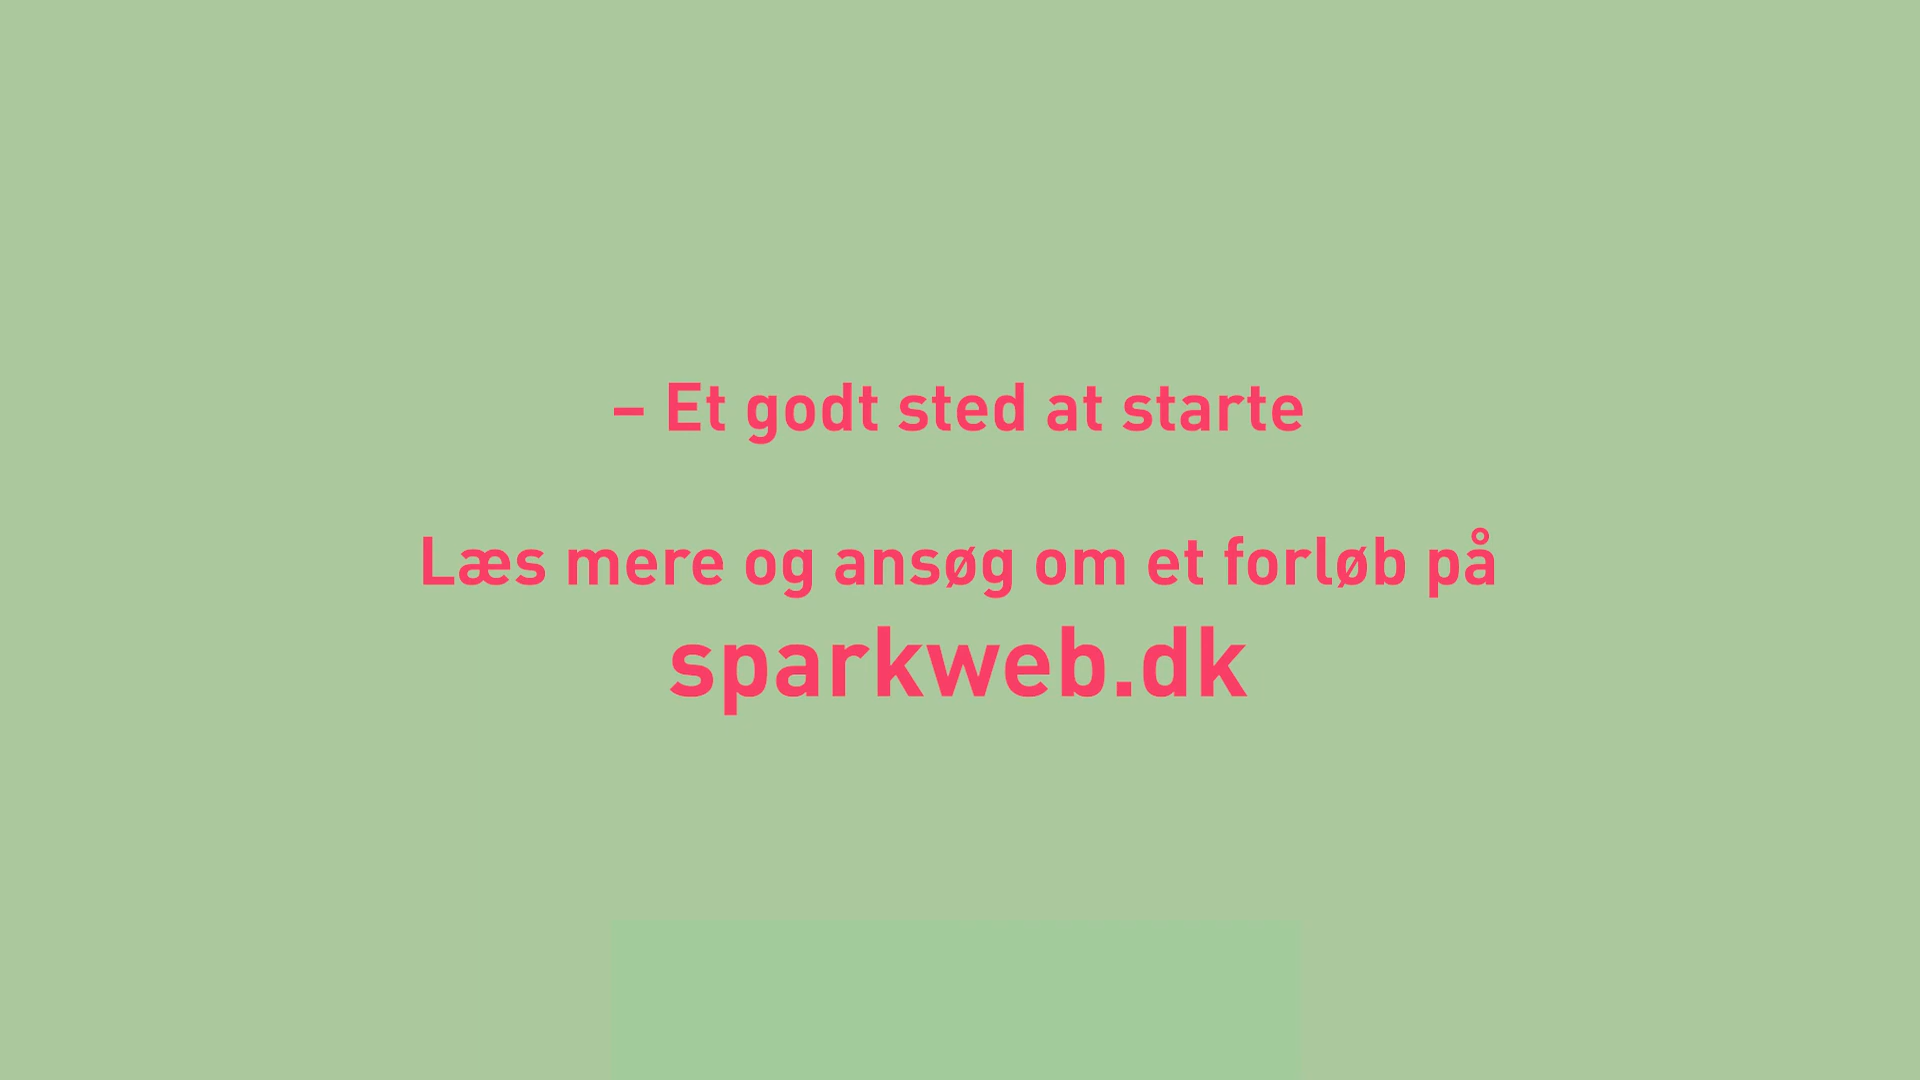 – Et godt sted at starte
Læs mere og ansøg om et forløb på
sparkweb.dk